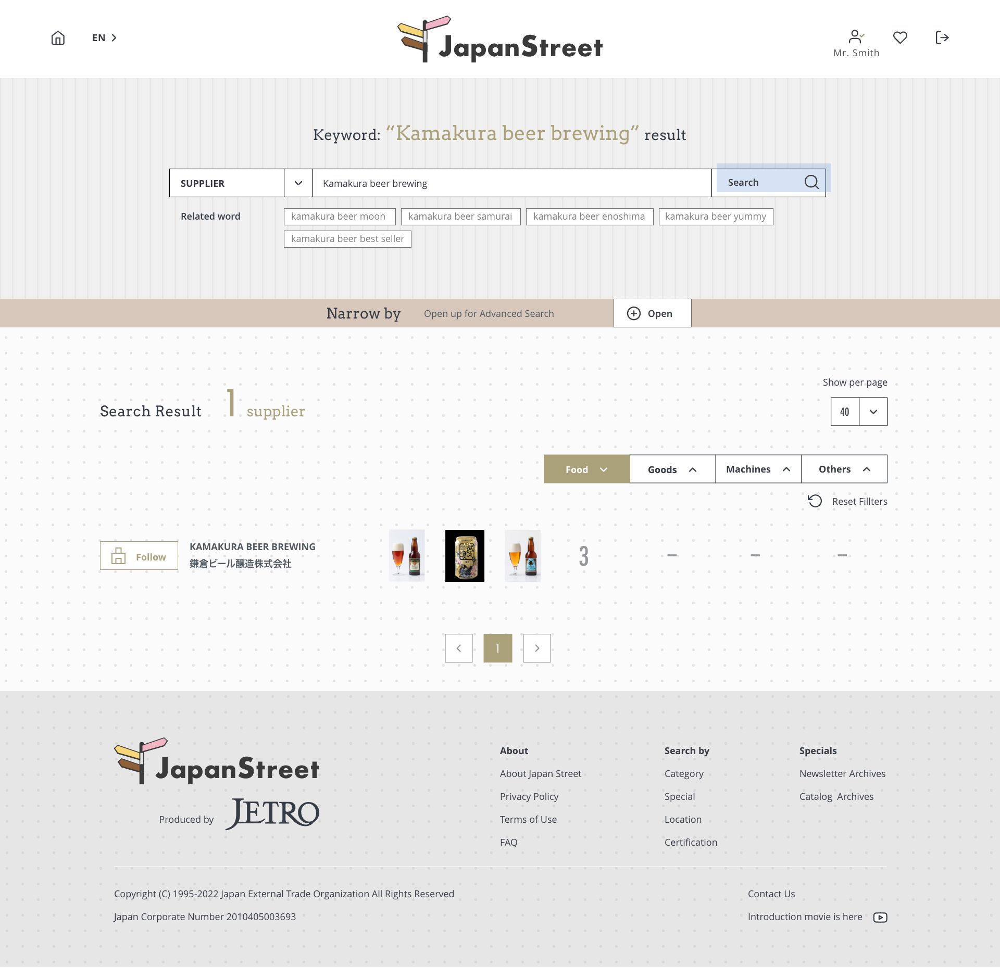 EN
JapanStreet
Mr. Smith
Keyword: “Kamakura beer brewing” result
SUPPLIER
Kamakura beer brewing
Search
Related word
kamakura beer moon
kamakura beer samurai
kamakura beer enoshima
kamakura beer yummy
kamakura beer best seller
Narrow by
Open up for Advanced Search
Open
Show per page
Search Result 1 supplier
40
Food
Goods
Machines
Others
Reset Fillters
Follow
KAMAKURA BEER BREWING
鎌倉ビール醸造株式会社
武士の宴
IPA
3
–
–
–
1
JapanStreet
Produced by JETRO
About
About Japan Street
Privacy Policy
Terms of Use
FAQ
Search by
Category
Special
Location
Certification
Specials
Newsletter Archives
Catalog Archives
Copyright (C) 1995-2022 Japan External Trade Organization All Rights Reserved
Contact Us
Japan Corporate Number 2010405003693
Introduction movie is here